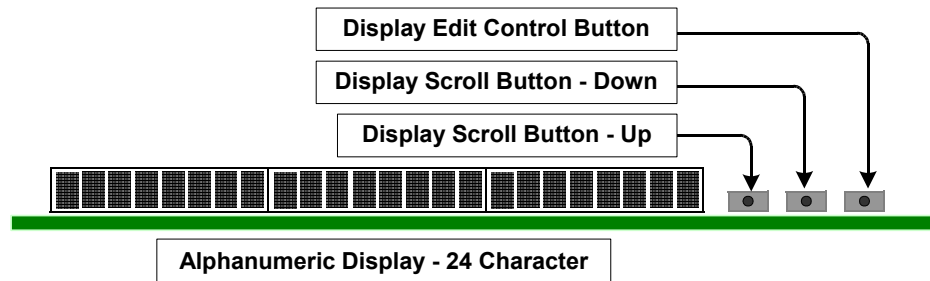 Display Edit Control Button
Display Scroll Button - Down
Display Scroll Button - Up
Alphanumeric Display - 24 Character